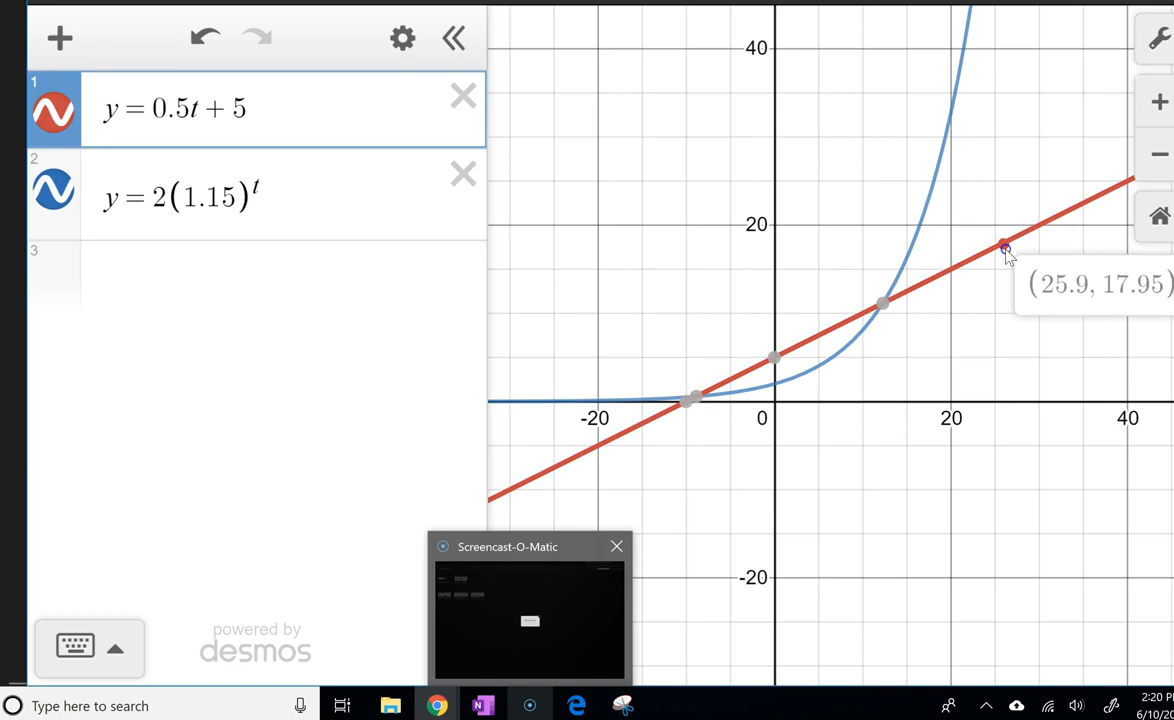 1
y = 0.5t + 5
2
y = 2(1.15)^t
3
40
20
-20
0
20
40
-20
(25.9, 17.95)
Screencast-O-Matic
powered by
desmos
Type here to search
2:20 P
6/10/20